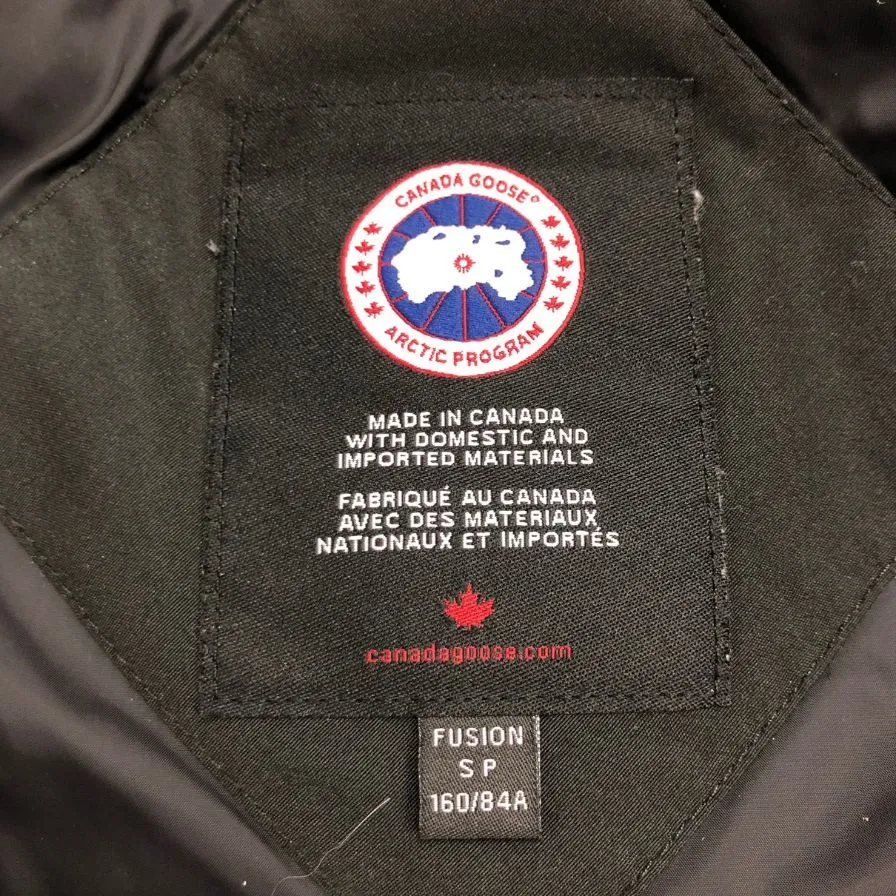 CANADA GOOSE®
ARCTIC PROGRAM
MADE IN CANADA
WITH DOMESTIC AND
IMPORTED MATERIALS
FABRIQUÉ AU CANADA
AVEC DES MATERIAUX
NATIONAUX ET IMPORTÉS
canadagoose.com
FUSION
S P
160/84A